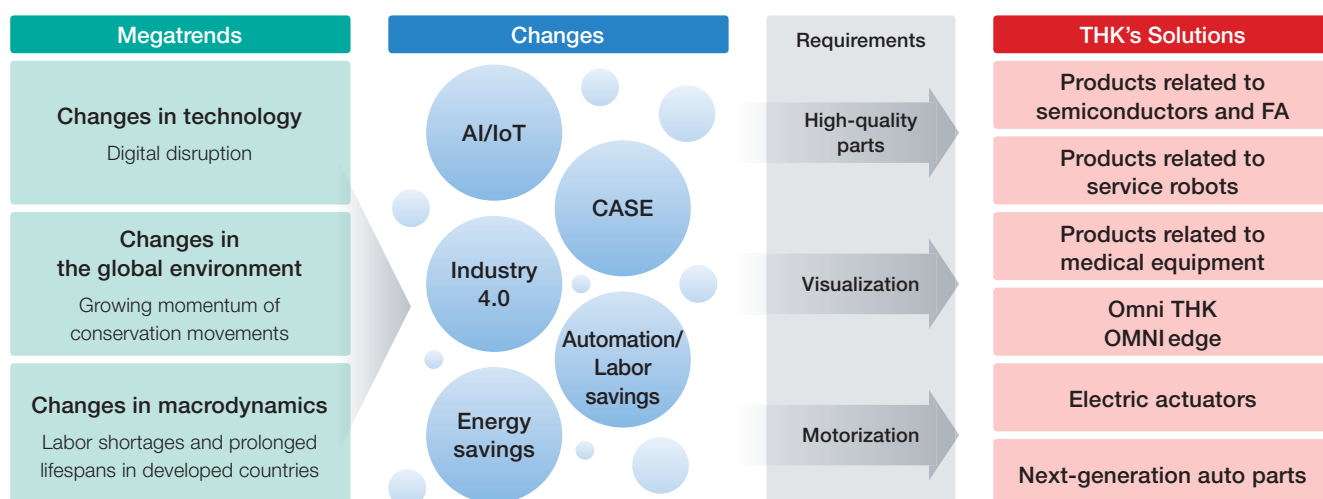 Megatrends
Changes in technology
Digital disruption
Changes in
the global environment
Growing momentum of
conservation movements
Changes in macrodynamics
Labor shortages and prolonged
lifespans in developed countries
Changes
AI/IoT
CASE
Industry
4.0
Automation/
Labor
savings
Energy
savings
Requirements
High-quality
parts
Visualization
Motorization
THK's Solutions
Products related to
semiconductors and FA
Products related to
service robots
Products related to
medical equipment
Omni THK
OMNI edge
Electric actuators
Next-generation auto parts